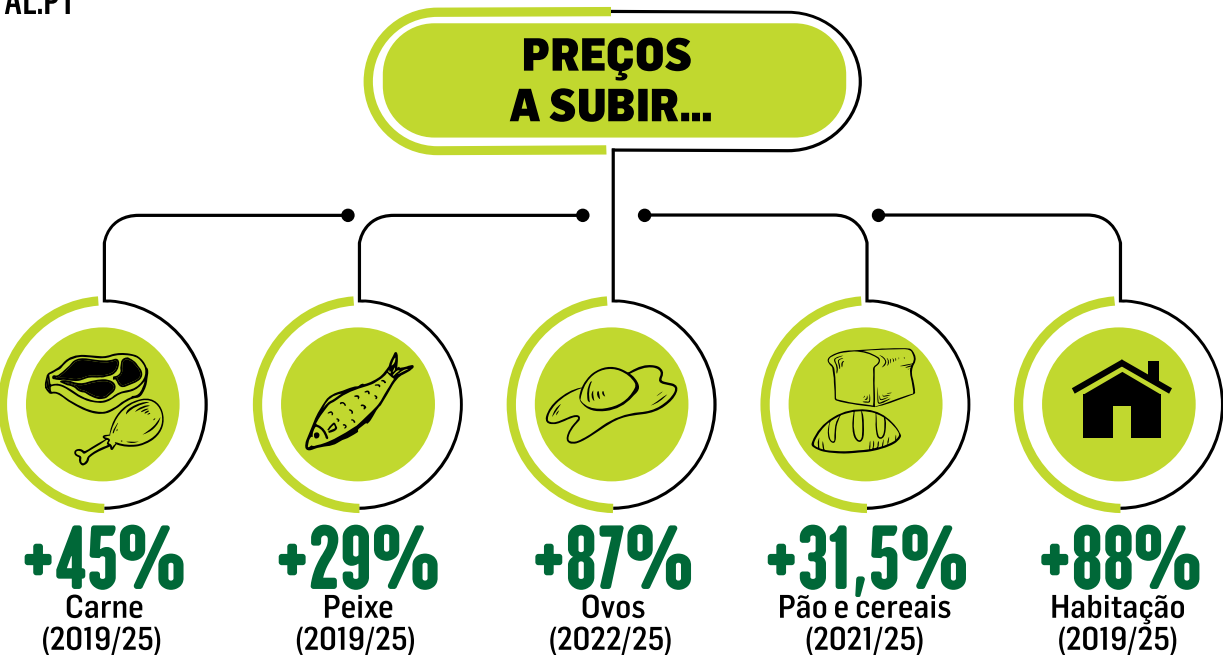 AL.PT
PREÇOS
A SUBIR...
+45%
Carne
(2019/25)
+29%
Peixe
(2019/25)
+87%
Ovos
(2022/25)
+31,5%
Pão e cereais
(2021/25)
+88%
Habitação
(2019/25)